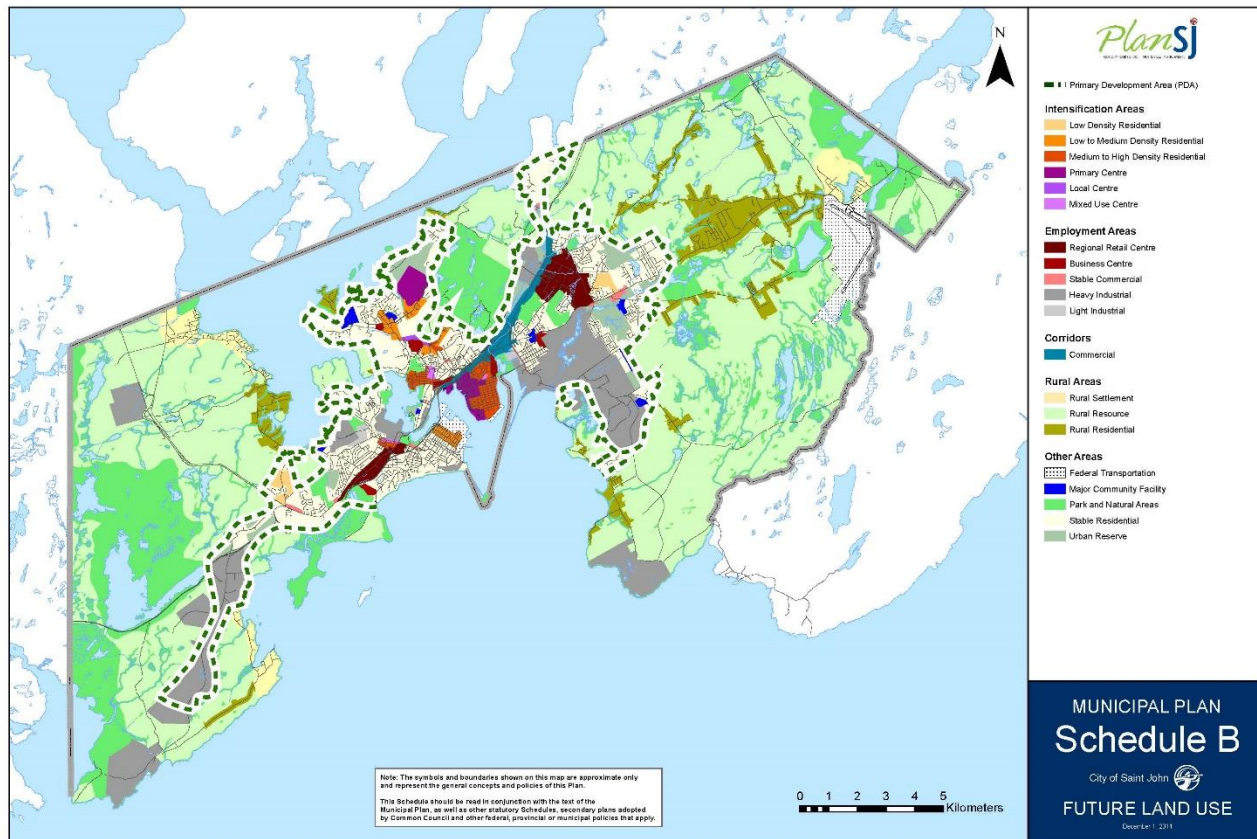 N
PlanSJ
Primary Development Area (PDA)
Intensification Areas
Low Density Residential
Low to Medium Density Residential
Medium to High Density Residential
Primary Centre
Local Centre
Mixed Use Centre
Employment Areas
Regional Retail Centre
Business Centre
Stable Commercial
Heavy Industrial
Light Industrial
Corridors
Commercial
Rural Areas
Rural Settlement
Rural Resource
Rural Residential
Other Areas
Federal Transportation
Major Community Facility
Park and Natural Areas
Stable Residential
Urban Reserve
Note: The symbols and boundaries shown on this map are approximate only
and represent the general concepts and policies of this Plan.
This Schedule should be read in conjunction with the text of the
Municipal Plan, as well as other statutory Schedules, secondary plans adopted
by Common Council and other federal, provincial or municipal policies that apply.
0 1 2 3 4 5
Kilometers
MUNICIPAL PLAN
Schedule B
City of Saint John
FUTURE LAND USE